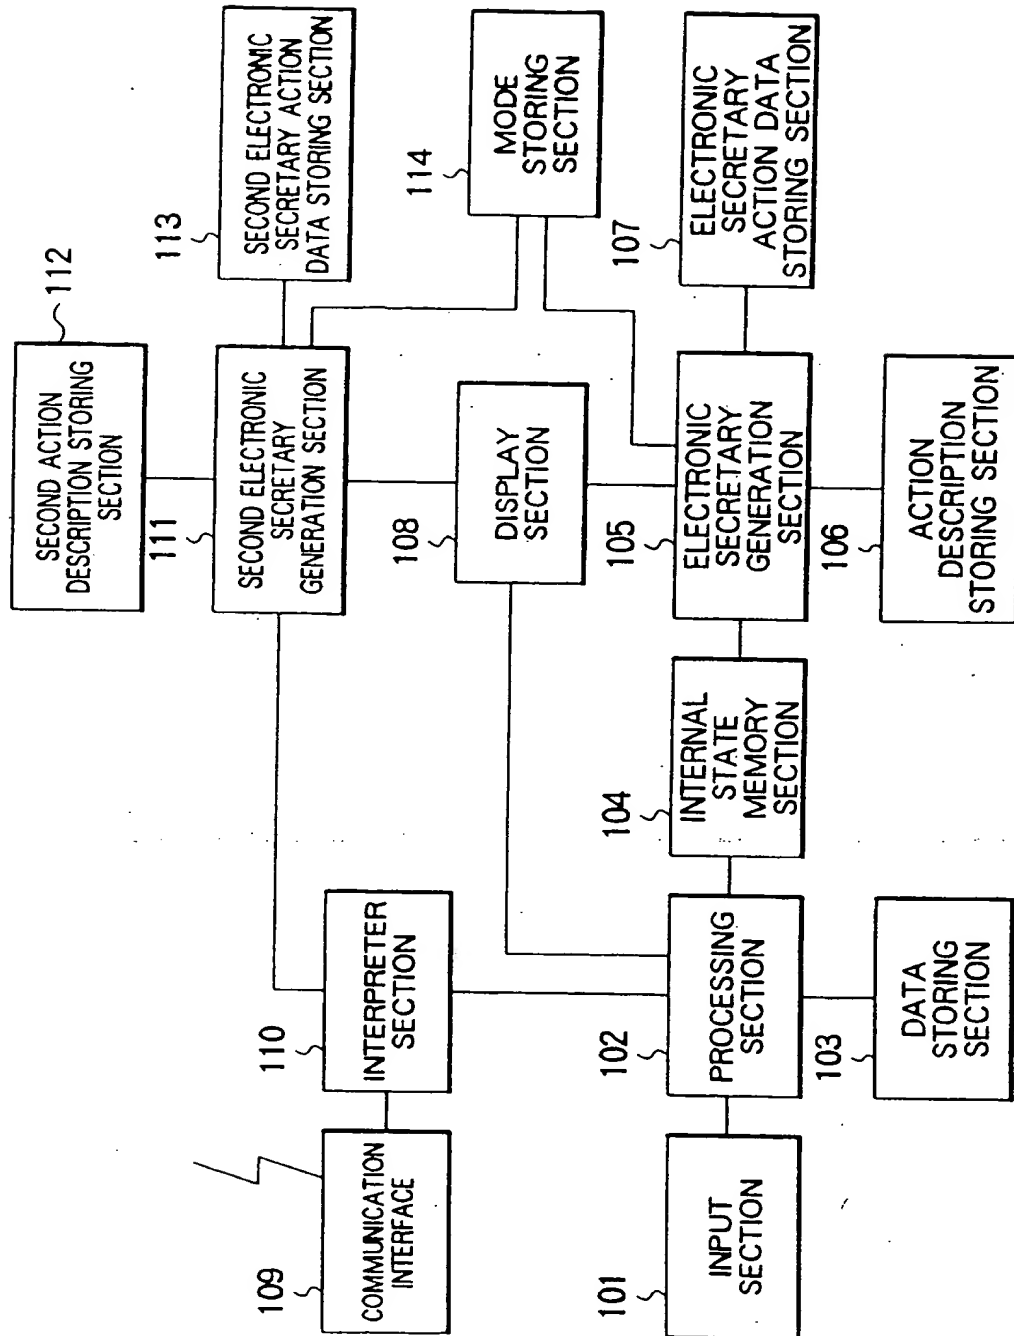 112
SECOND ACTION
DESCRIPTION STORING
SECTION
111
SECOND ELECTRONIC
SECRETARY
GENERATION SECTION
113
SECOND ELECTRONIC
SECRETARY ACTION
DATA STORING SECTION
109
COMMUNICATION
INTERFACE
110
INTERPRETER
SECTION
108
DISPLAY
SECTION
114
MODE
STORING
SECTION
101
INPUT
SECTION
102
PROCESSING
SECTION
104
INTERNAL
STATE
MEMORY
SECTION
105
ELECTRONIC
SECRETARY
GENERATION
SECTION
107
ELECTRONIC
SECRETARY
ACTION DATA
STORING SECTION
103
DATA
STORING
SECTION
106
ACTION
DESCRIPTION
STORING SECTION